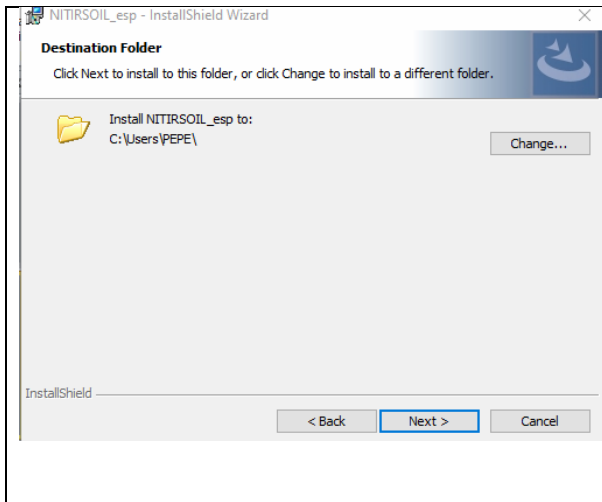 NITIRSOIL_esp - InstallShield Wizard
Destination Folder
Click Next to install to this folder, or click Change to install to a different folder.
Install NITIRSOIL_esp to:
C:\Users\PEPE\
Change...
InstallShield
< Back
Next >
Cancel